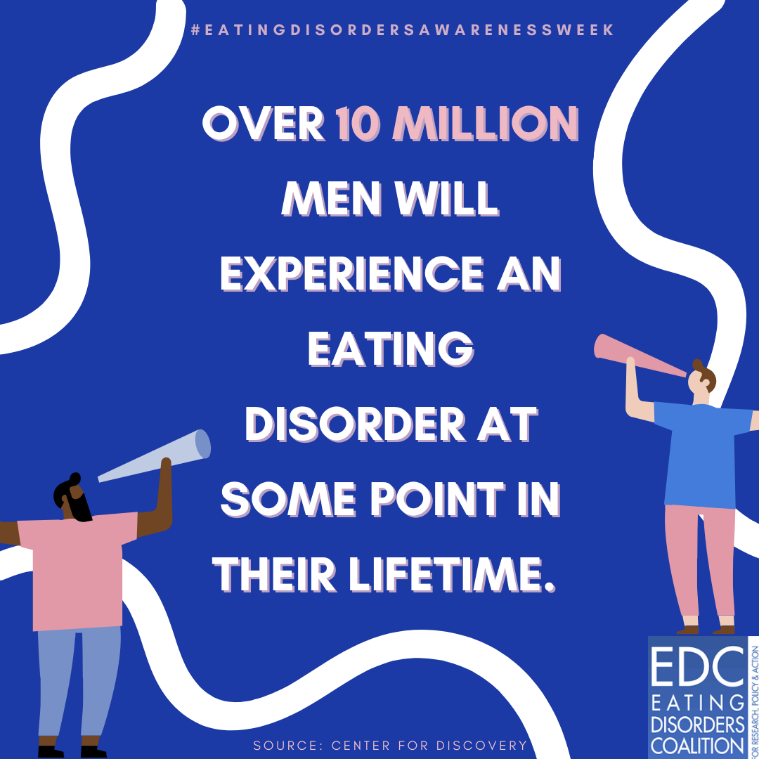 #EATINGDISORDERSAWARENESSWEEK
OVER 10 MILLION
MEN WILL
EXPERIENCE AN
EATING
DISORDER AT
SOME POINT IN
THEIR LIFETIME.
EDC
EATING
DISORDERS
COALITION
FOR RESEARCH, POLICY & ACTION
SOURCE: CENTER FOR DISCOVERY